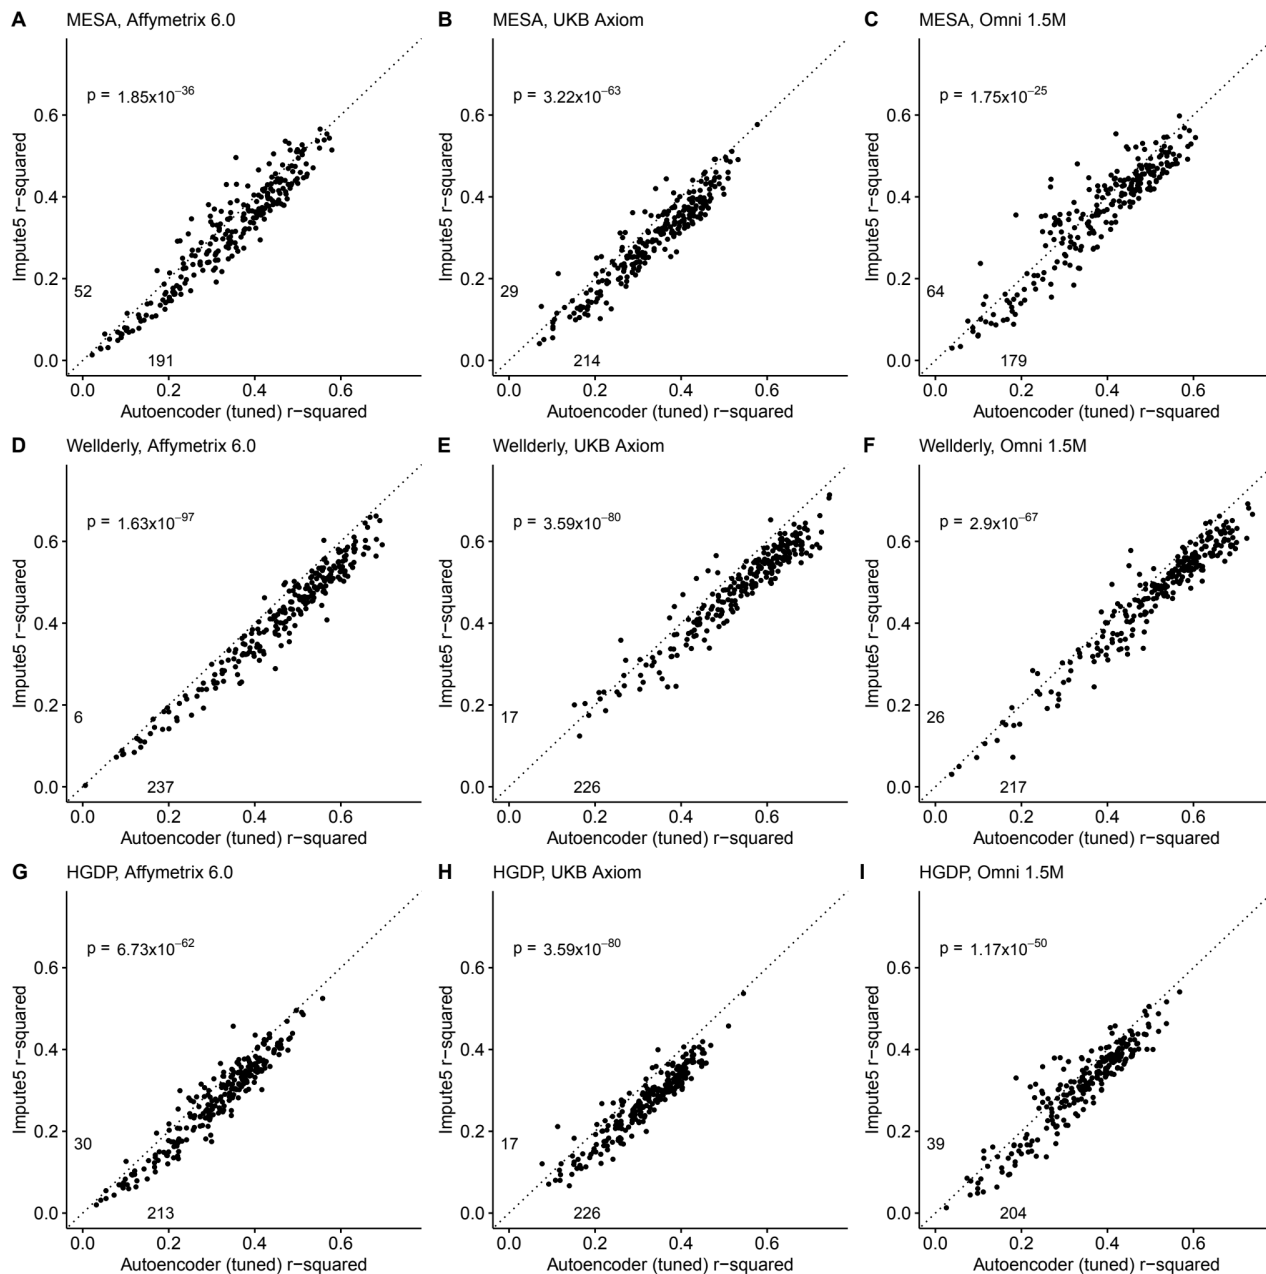 A MESA, Affymetrix 6.0
p = 1.85x10−36
0.6
0.4
0.2
0.0
Impute5 r−squared
52
191
0.0 0.2 0.4 0.6
Autoencoder (tuned) r−squared
B MESA, UKB Axiom
p = 3.22x10−63
0.6
0.4
0.2
0.0
Impute5 r−squared
29
214
0.0 0.2 0.4 0.6
Autoencoder (tuned) r−squared
C MESA, Omni 1.5M
p = 1.75x10−25
0.6
0.4
0.2
0.0
Impute5 r−squared
64
179
0.0 0.2 0.4 0.6
Autoencoder (tuned) r−squared
D Wellderly, Affymetrix 6.0
p = 1.63x10−97
0.6
0.4
0.2
0.0
Impute5 r−squared
6
237
0.0 0.2 0.4 0.6
Autoencoder (tuned) r−squared
E Wellderly, UKB Axiom
p = 3.59x10−80
0.6
0.4
0.2
0.0
Impute5 r−squared
17
226
0.0 0.2 0.4 0.6
Autoencoder (tuned) r−squared
F Wellderly, Omni 1.5M
p = 2.9x10−67
0.6
0.4
0.2
0.0
Impute5 r−squared
26
217
0.0 0.2 0.4 0.6
Autoencoder (tuned) r−squared
G HGDP, Affymetrix 6.0
p = 6.73x10−62
0.6
0.4
0.2
0.0
Impute5 r−squared
30
213
0.0 0.2 0.4 0.6
Autoencoder (tuned) r−squared
H HGDP, UKB Axiom
p = 3.59x10−80
0.6
0.4
0.2
0.0
Impute5 r−squared
17
226
0.0 0.2 0.4 0.6
Autoencoder (tuned) r−squared
I HGDP, Omni 1.5M
p = 1.17x10−50
0.6
0.4
0.2
0.0
Impute5 r−squared
39
204
0.0 0.2 0.4 0.6
Autoencoder (tuned) r−squared